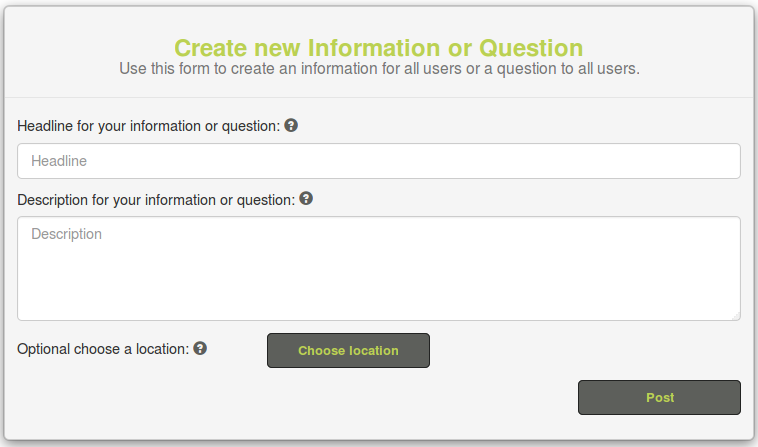 Create new Information or Question
Use this form to create an information for all users or a question to all users.
Headline for your information or question: ?
Headline
Description for your information or question: ?
Description
Optional choose a location: ? Choose location
Post